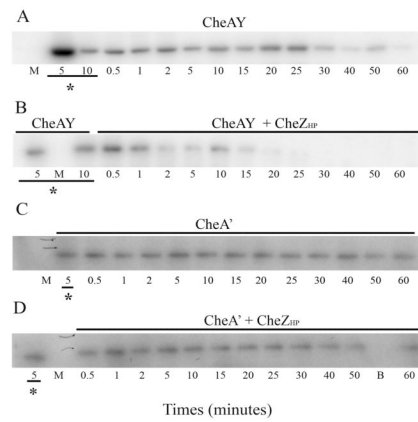 A
CheAY
M 5 10 0.5 1 2 5 10 15 20 25 30 40 50 60
*
B
CheAY CheAY + CheZHP
5 M 10 0.5 1 2 5 10 15 20 25 30 40 50 60
*
C
CheA'
M 5 0.5 1 2 5 10 15 20 25 30 40 50 60
*
D
CheA' + CheZHP
5 M 0.5 1 2 5 10 15 20 25 30 40 50 B 60
*
Times (minutes)